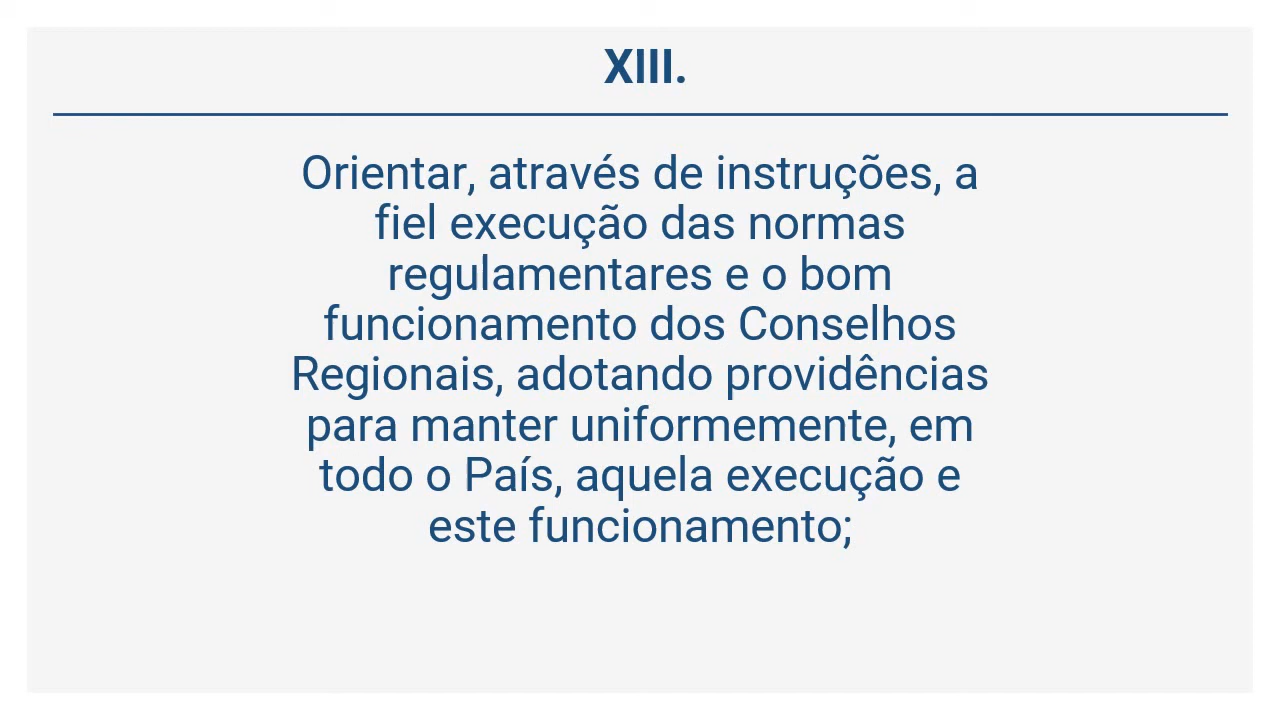 XIII.
Orientar, através de instruções, a
fiel execução das normas
regulamentares e o bom
funcionamento dos Conselhos
Regionais, adotando providências
para manter uniformemente, em
todo o País, aquela execução e
este funcionamento;